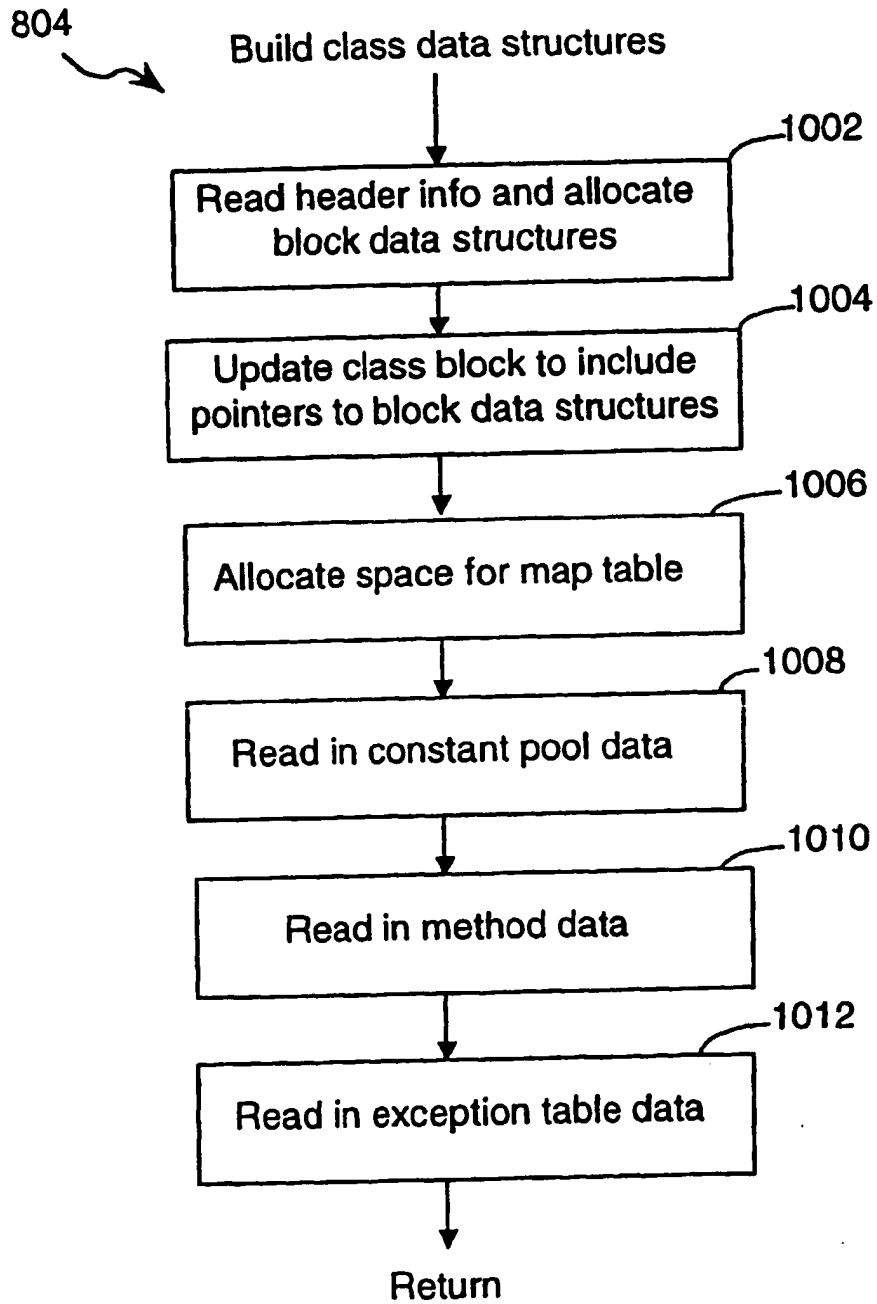 804
Build class data structures
1002
Read header info and allocate
block data structures
1004
Update class block to include
pointers to block data structures
1006
Allocate space for map table
1008
Read in constant pool data
1010
Read in method data
1012
Read in exception table data
Return